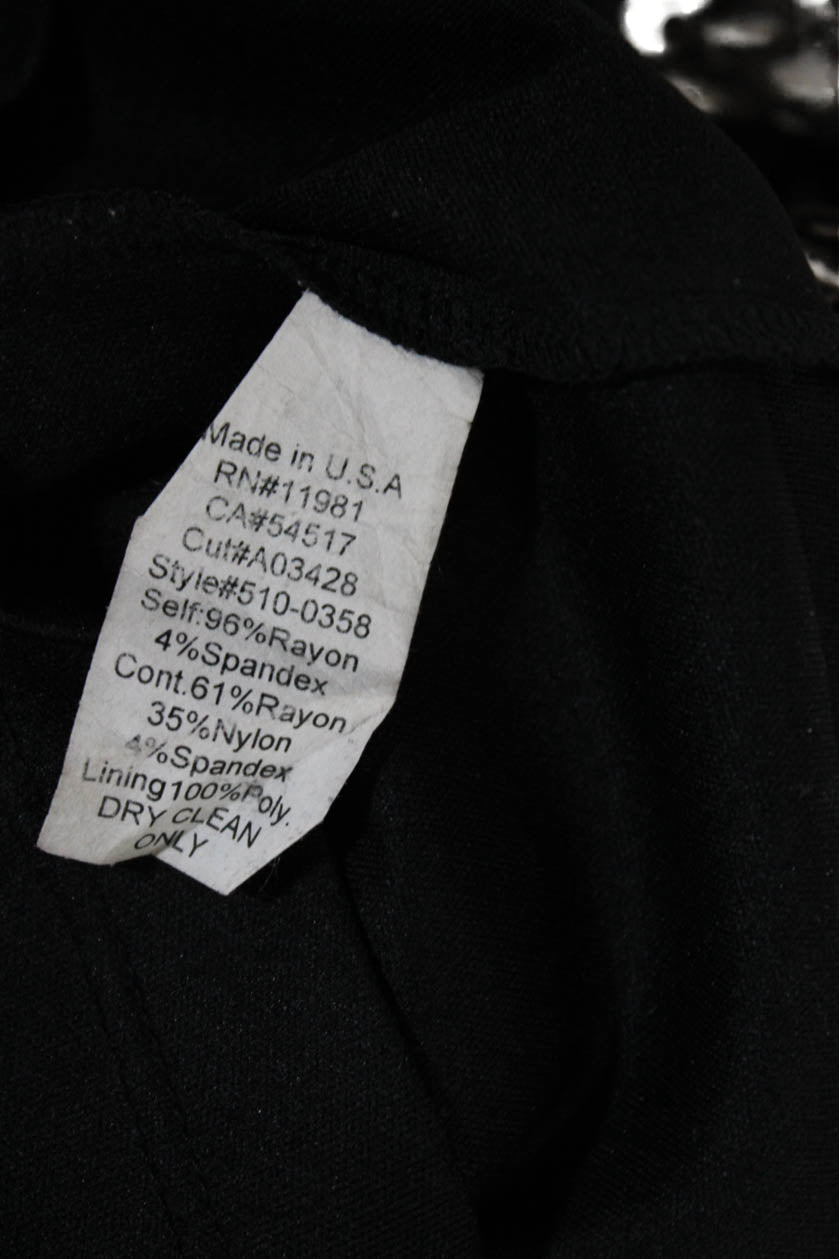 Made in U.S.A
RN#11981
CA#54517
Cut#A03428
Style#510-0358
Self:96%Rayon
4%Spandex
Cont.61%Rayon
35%Nylon
4%Spandex
Lining100%Poly.
DRY CLEAN
ONLY